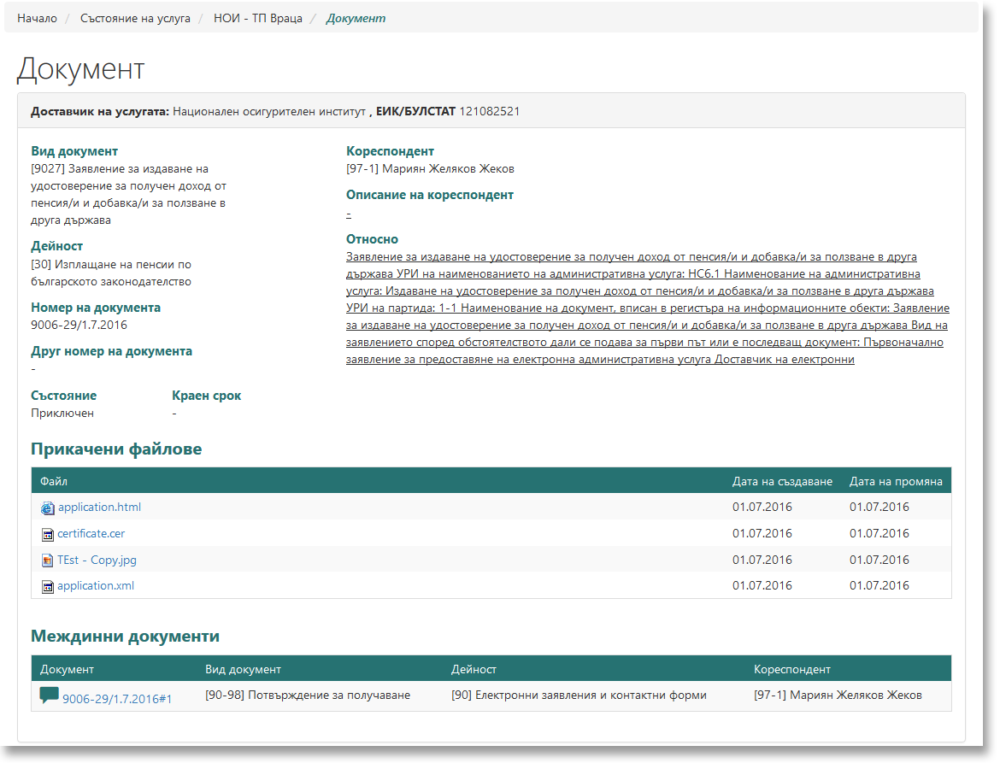 Начало / Състояние на услуга / НОИ - ТП Враца / Документ
Документ
Доставчик на услугата: Национален осигурителен институт , ЕИК/БУЛСТАТ 121082521
Вид документ
[9027] Заявление за издаване на
удостоверение за получен доход от
пенсия/и и добавка/и за ползване в
друга държава
Дейност
[30] Изплащане на пенсии по
българското законодателство
Номер на документа
9006-29/1.7.2016
Друг номер на документа
-
Състояние
Приключен
Краен срок
-
Кореспондент
[97-1] Мариян Желяков Жеков
Описание на кореспондент
-
Относно
Заявление за издаване на удостоверение за получен доход от пенсия/и и добавка/и за ползване в друга
държава УРИ на наименованието на административна услуга: НС6.1 Наименование на административна
услуга: Издаване на удостоверение за получен доход от пенсия/и и добавка/и за ползване в друга държава
УРИ на партида: 1-1 Наименование на документ, вписан в регистъра на информационните обекти: Заявление
за издаване на удостоверение за получен доход от пенсия/и и добавка/и за ползване в друга държава Вид на
заявлението според обстоятелството дали се подава за първи път или е последващ документ: Първоначално
заявление за предоставяне на електронна административна услуга Доставчик на електронни
Прикачени файлове
Файл Дата на създаване Дата на промяна
application.html 01.07.2016 01.07.2016
certificate.cer 01.07.2016 01.07.2016
TEst - Copy.jpg 01.07.2016 01.07.2016
application.xml 01.07.2016 01.07.2016
Междинни документи
Документ Вид документ Дейност Кореспондент
9006-29/1.7.2016#1 [90-98] Потвърждение за получаване [90] Електронни заявления и контактни форми [97-1] Мариян Желяков Жеков